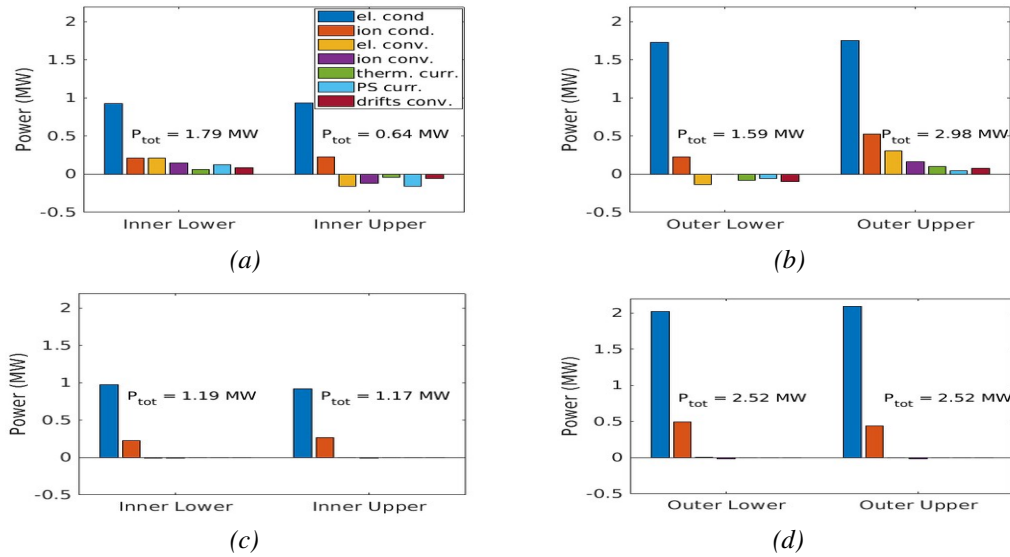 2
1.5
1
0.5
0
-0.5
Power (MW)
el. cond
ion cond.
el. conv.
ion conv.
therm. curr.
PS curr.
drifts conv.
P_tot = 1.79 MW
P_tot = 0.64 MW
Inner Lower
Inner Upper
(a)
2
1.5
1
0.5
0
-0.5
Power (MW)
P_tot = 1.59 MW
P_tot = 2.98 MW
Outer Lower
Outer Upper
(b)
2
1.5
1
0.5
0
-0.5
Power (MW)
P_tot = 1.19 MW
P_tot = 1.17 MW
Inner Lower
Inner Upper
(c)
2
1.5
1
0.5
0
-0.5
Power (MW)
P_tot = 2.52 MW
P_tot = 2.52 MW
Outer Lower
Outer Upper
(d)